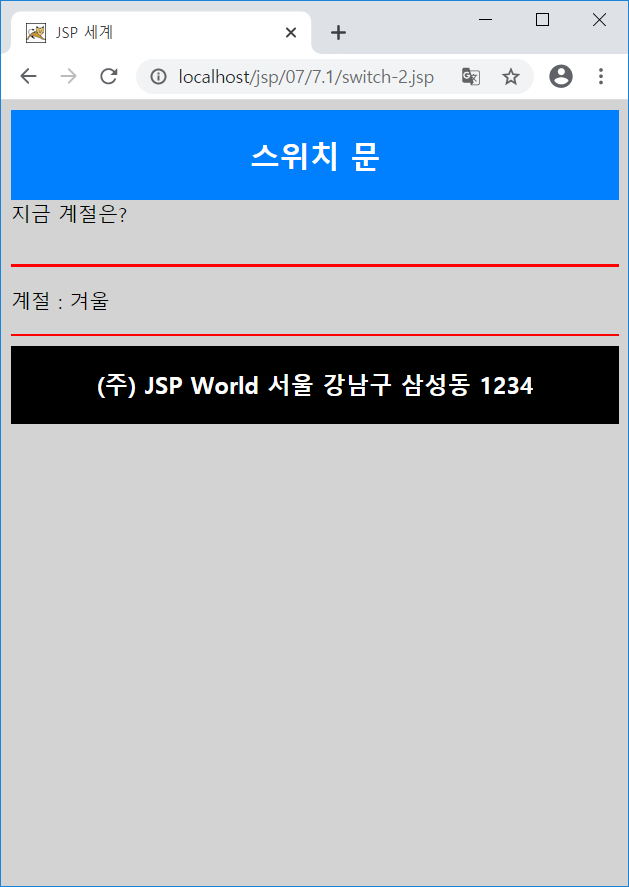 JSP 세계
localhost/jsp/07/7.1/switch-2.jsp
스위치 문
지금 계절은?
계절 : 겨울
(주) JSP World 서울 강남구 삼성동 1234